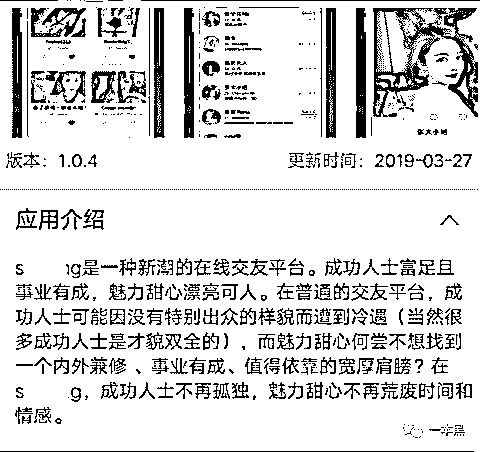 版本：1.0.4
更新时间：2019-03-27
应用介绍
s
g是一种新潮的在线交友平台。成功人士富足且
事业有成，魅力甜心漂亮可人。在普通的交友平台，成
功人士可能因没有特别出众的样貌而遭到冷遇（当然很
多成功人士是才貌双全的），而魅力甜心何尝不想找到
一个内外兼修、事业有成、值得依靠的宽厚肩膀？在
s g，成功人士不再孤独，魅力甜心不再荒废时间和
情感。
一本黑